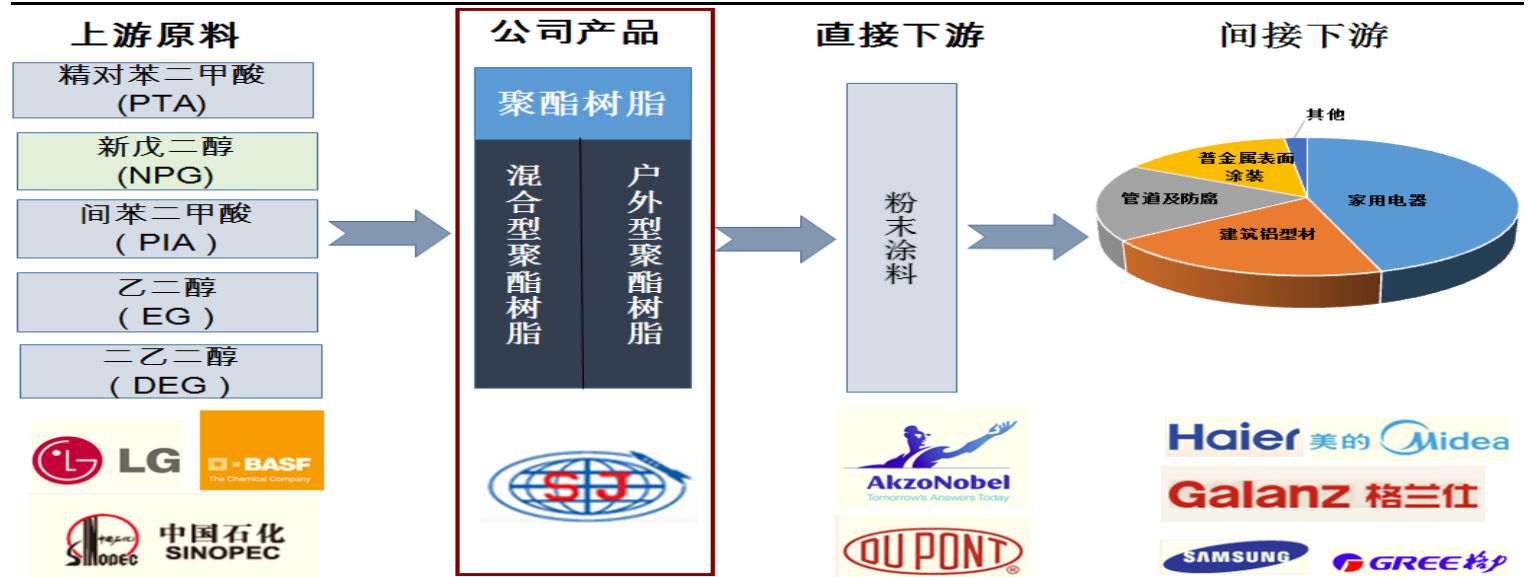 上游原料
精对苯二甲酸
(PTA)
新戊二醇
(NPG)
间苯二甲酸
( PIA )
乙二醇
( EG )
二乙二醇
( DEG )
LG
BASF
The Chemical Company
SINOPEC
中国石化
SINOPEC
公司产品
聚酯树脂
混合型聚酯树脂
户外型聚酯树脂
SJ
直接下游
粉末涂料
AkzoNobel
Tomorrow's Answers Today
DUPONT
®
间接下游
其他
普金属表面
涂装
管道及防腐
家用电器
建筑铝型材
Haier
美的 Midea
Galanz 格兰仕
SAMSUNG
GREE格力